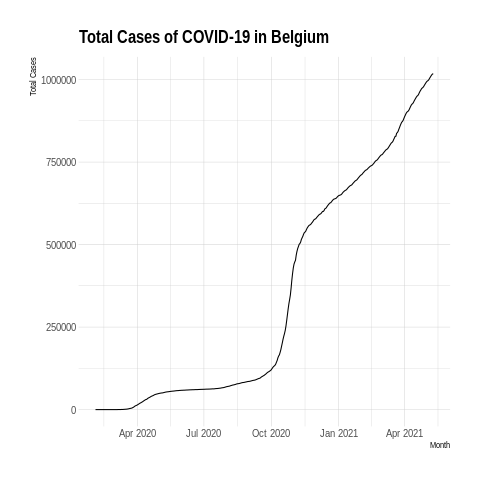 Total Cases of COVID-19 in Belgium
Total Cases
1000000
750000
500000
250000
0
Apr 2020 Jul 2020 Oct 2020 Jan 2021 Apr 2021
Month